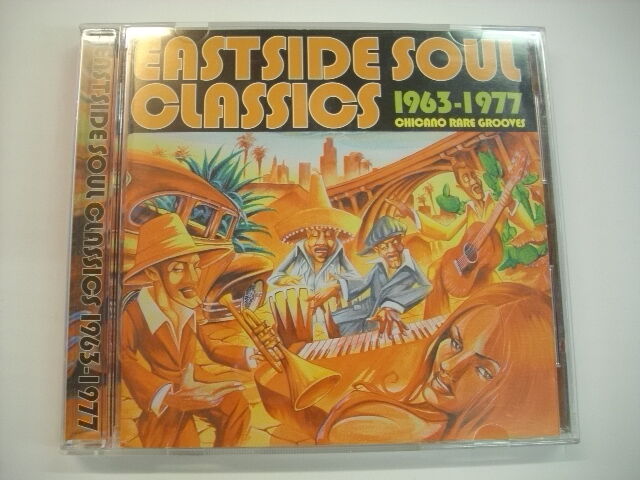 EASTSIDE SOUL
CLASSICS
1963-1977
CHICANO RARE GROOVES
EASTSIDE SOUL CLASSICS 1963-1977